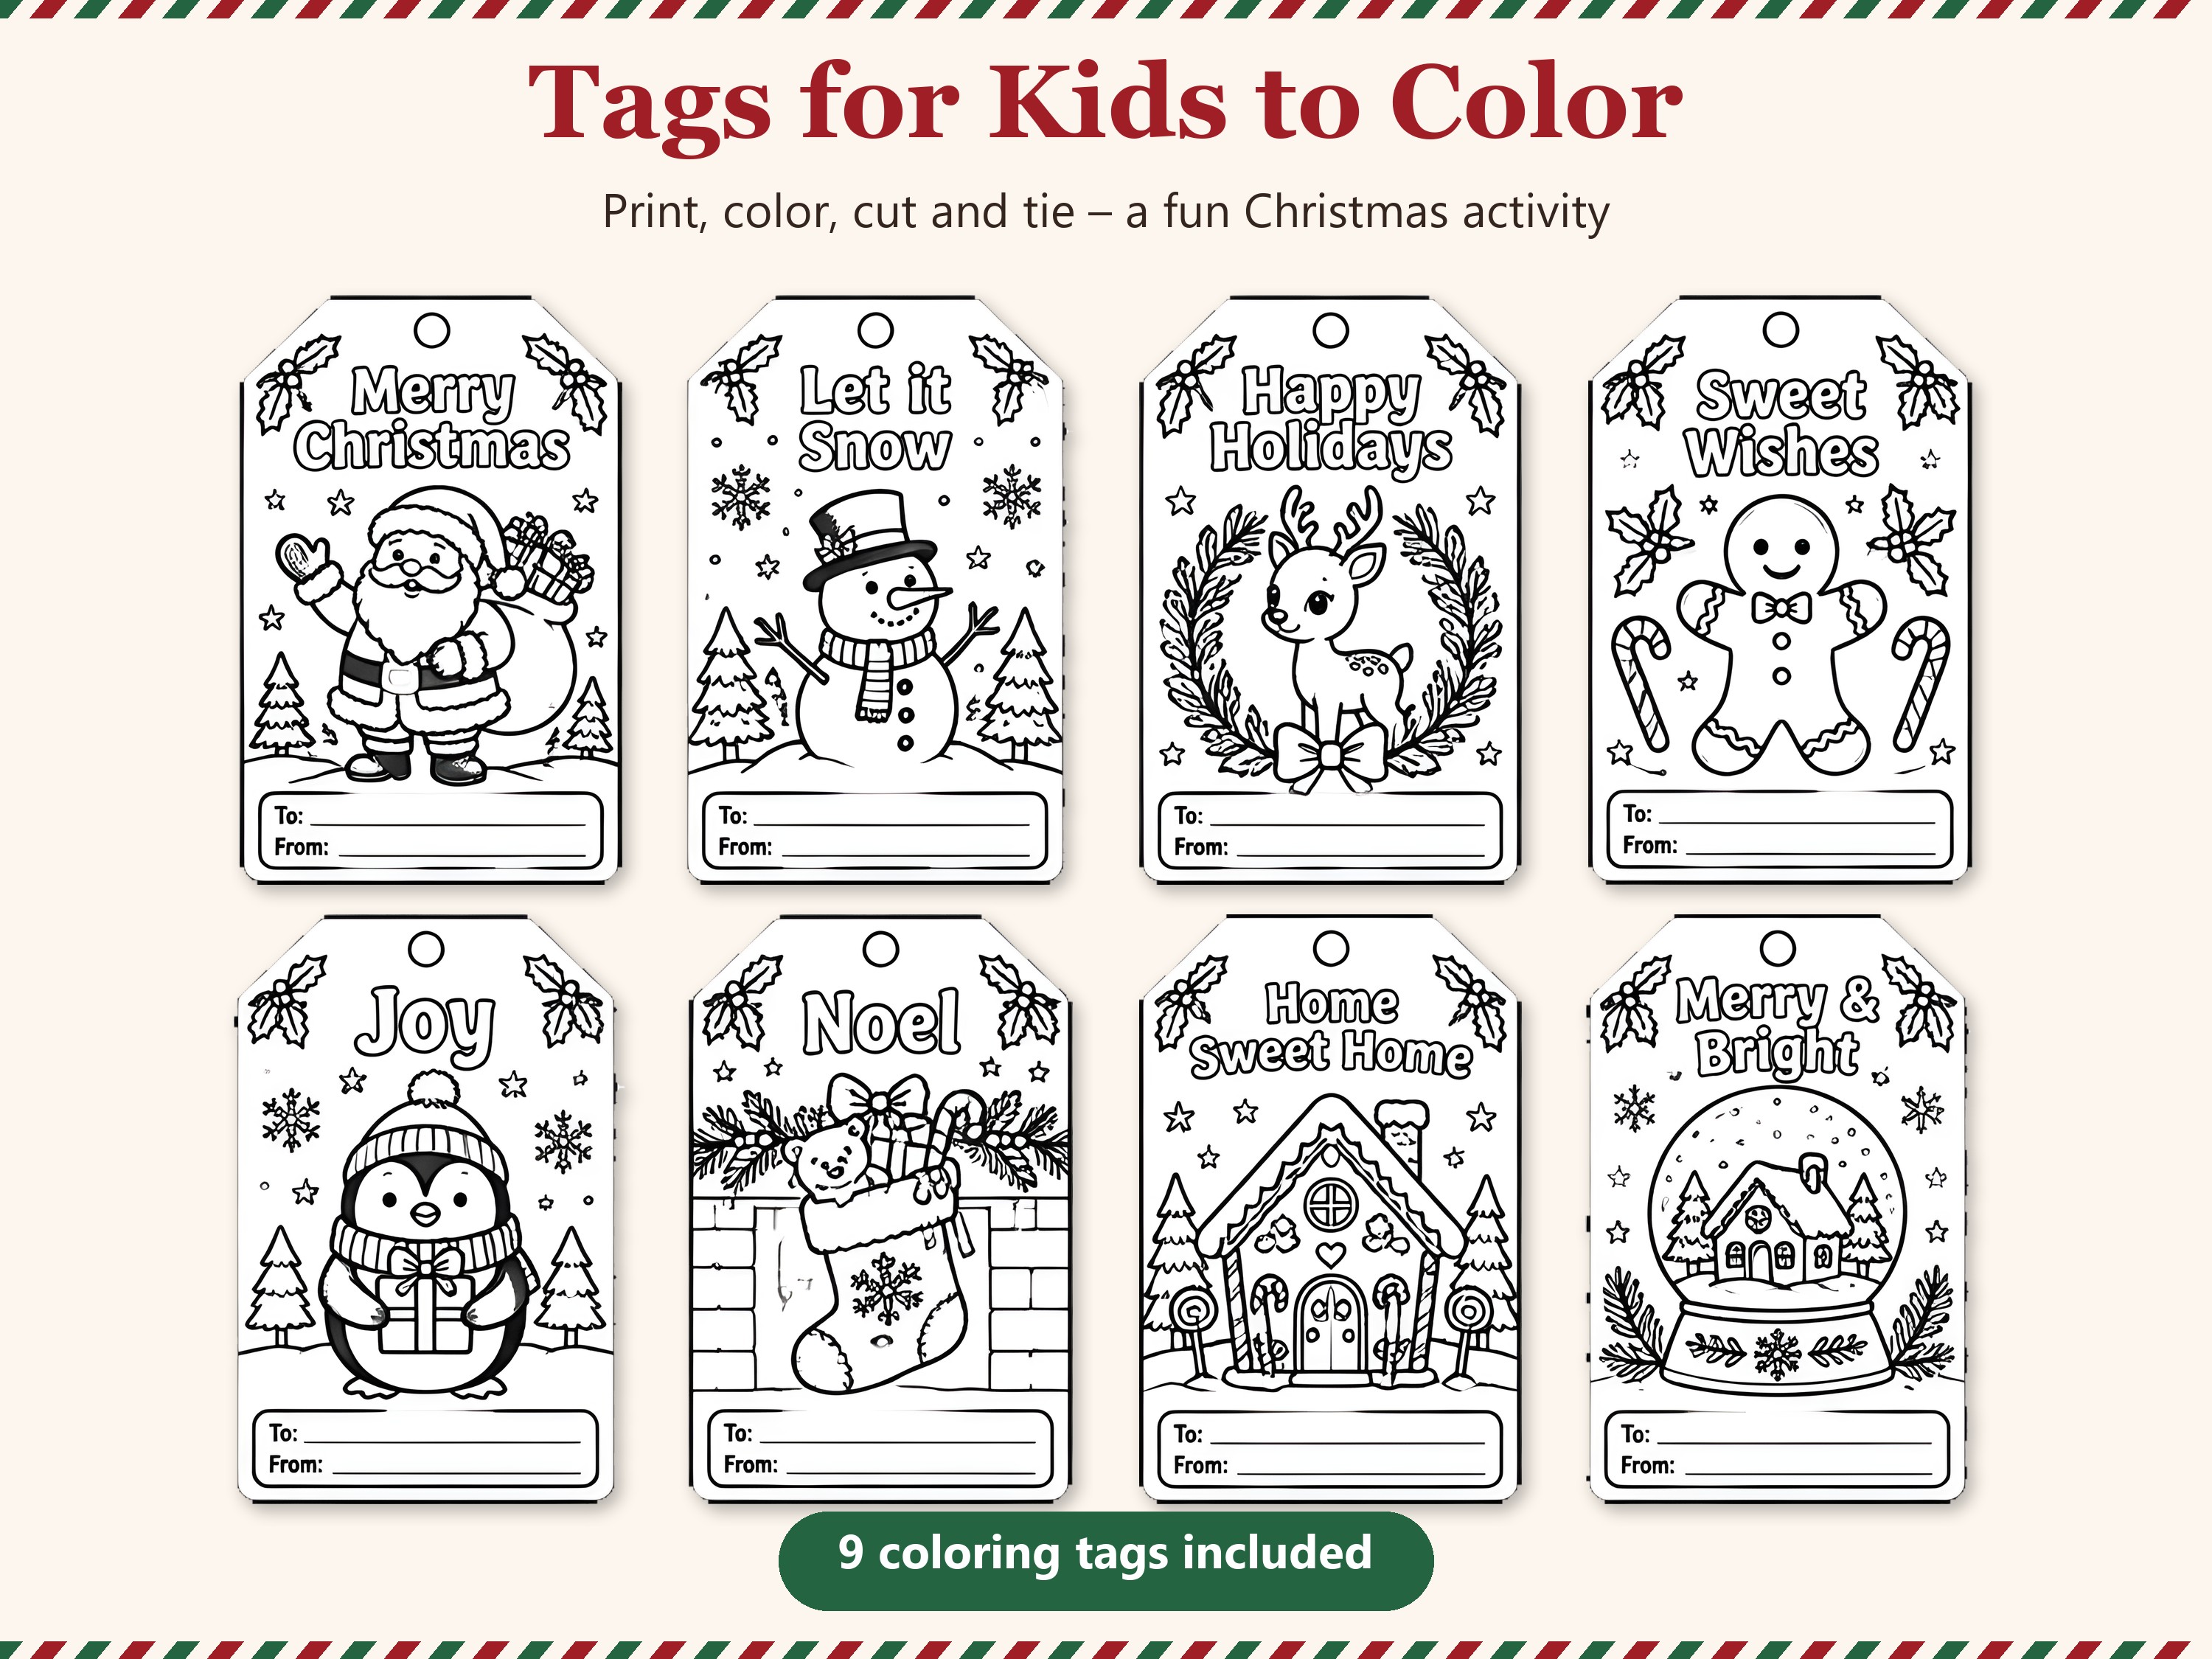 Tags for Kids to Color
Print, color, cut and tie – a fun Christmas activity
Merry
Christmas
To:
From:
Let it
Snow
To:
From:
Happy
Holidays
To:
From:
Sweet
Wishes
To:
From:
Joy
To:
From:
Noel
To:
From:
Home
Sweet Home
To:
From:
Merry &
Bright
To:
From:
9 coloring tags included